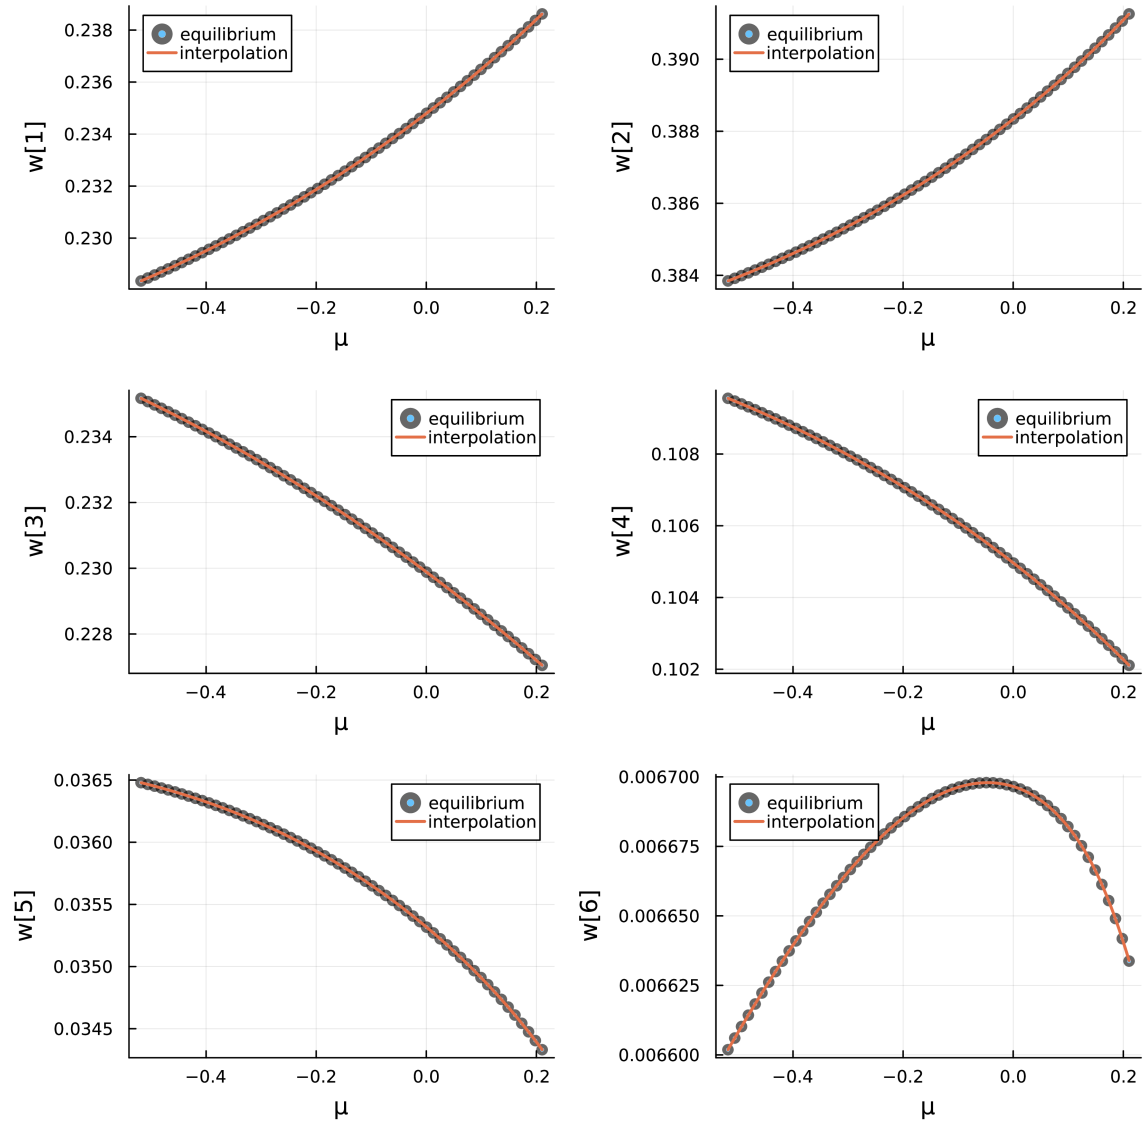 w[1]
0.238
0.236
0.234
0.232
0.230
equilibrium
interpolation
−0.4 −0.2 0.0 0.2
μ
w[2]
0.390
0.388
0.386
0.384
equilibrium
interpolation
−0.4 −0.2 0.0 0.2
μ
w[3]
0.234
0.232
0.230
0.228
equilibrium
interpolation
−0.4 −0.2 0.0 0.2
μ
w[4]
0.108
0.106
0.104
0.102
equilibrium
interpolation
−0.4 −0.2 0.0 0.2
μ
w[5]
0.0365
0.0360
0.0355
0.0350
0.0345
equilibrium
interpolation
−0.4 −0.2 0.0 0.2
μ
w[6]
0.006700
0.006675
0.006650
0.006625
0.006600
equilibrium
interpolation
−0.4 −0.2 0.0 0.2
μ